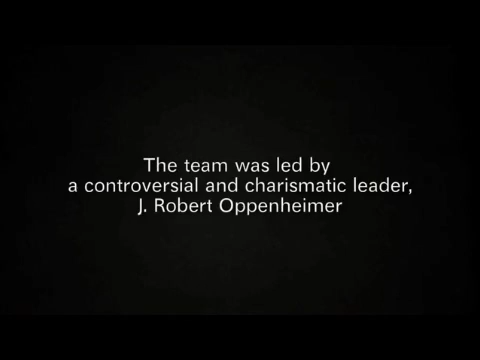 The team was led by
a controversial and charismatic leader,
J. Robert Oppenheimer